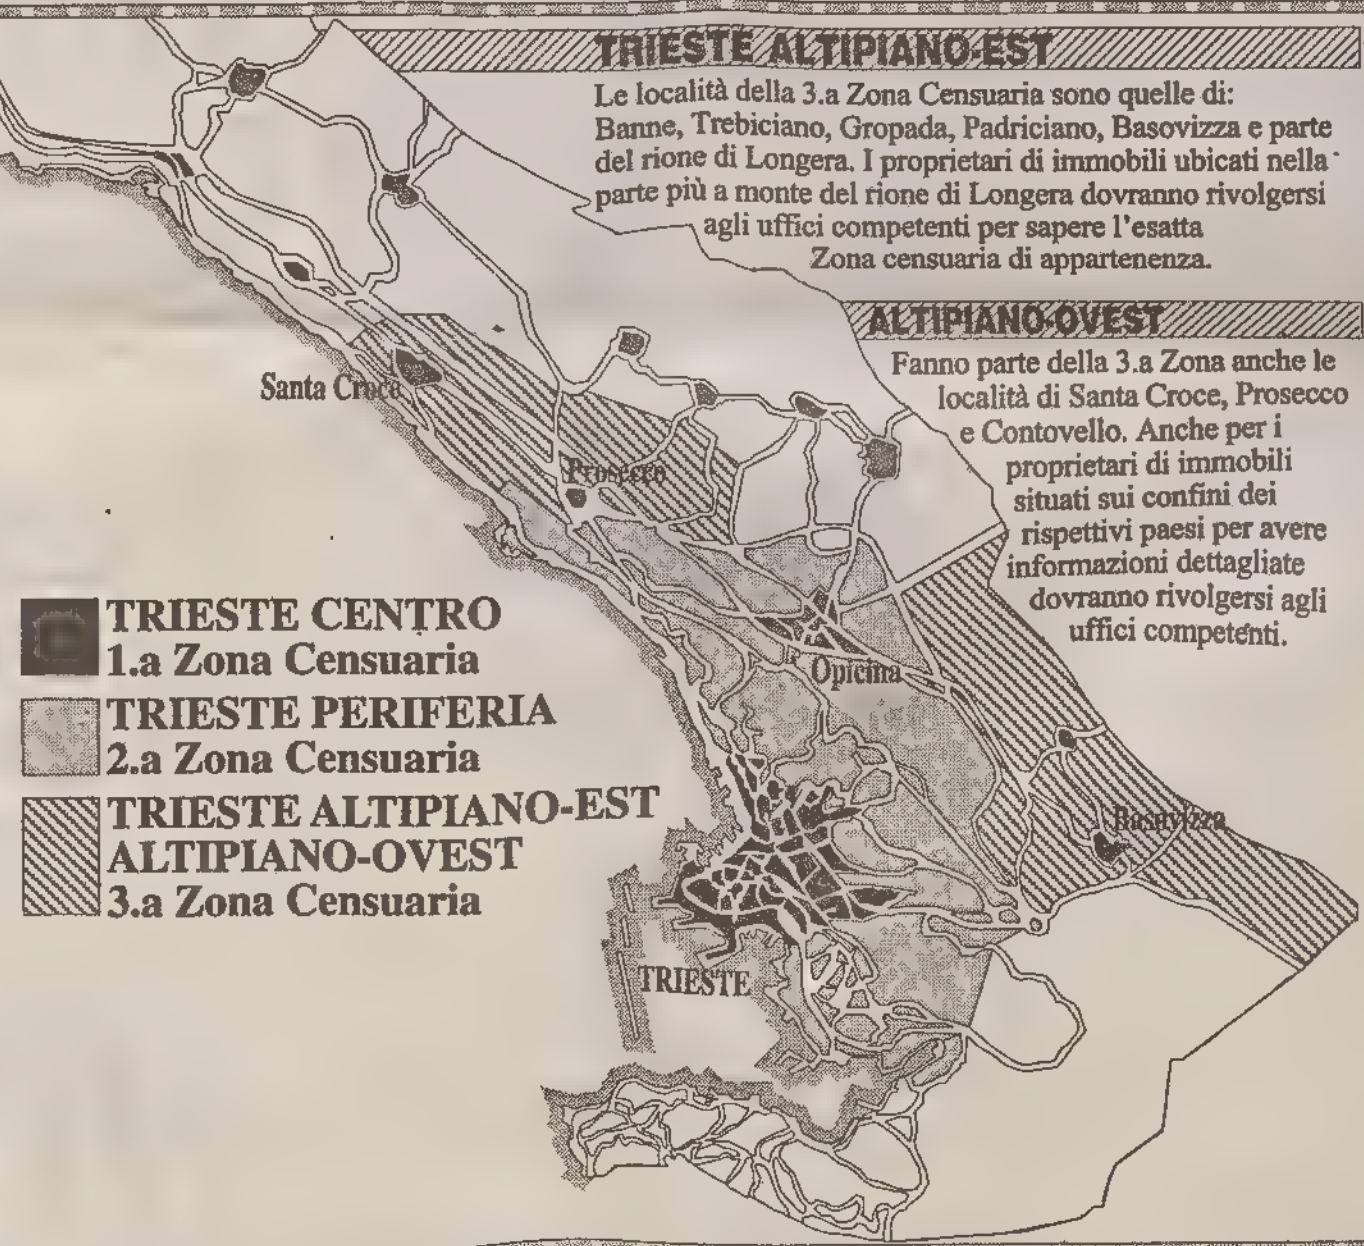 TRIESTE ALTIPIANO-EST
Le località della 3.a Zona Censuaria sono quelle di:
Banne, Trebiciano, Gropada, Padriciano, Basovizza e parte
del rione di Longera. I proprietari di immobili ubicati nella
parte più a monte del rione di Longera dovranno rivolgersi
agli uffici competenti per sapere l'esatta
Zona censuaria di appartenenza.
ALTIPIANO-OVEST
Fanno parte della 3.a Zona anche le
località di Santa Croce, Prosecco
e Contovello. Anche per i
proprietari di immobili
situati sui confini dei
rispettivi paesi per avere
informazioni dettagliate
dovranno rivolgersi agli
uffici competenti.
Santa Croce
Prosecco
Opicina
Basovizza
TRIESTE
TRIESTE CENTRO
1.a Zona Censuaria
TRIESTE PERIFERIA
2.a Zona Censuaria
TRIESTE ALTIPIANO-EST
ALTIPIANO-OVEST
3.a Zona Censuaria